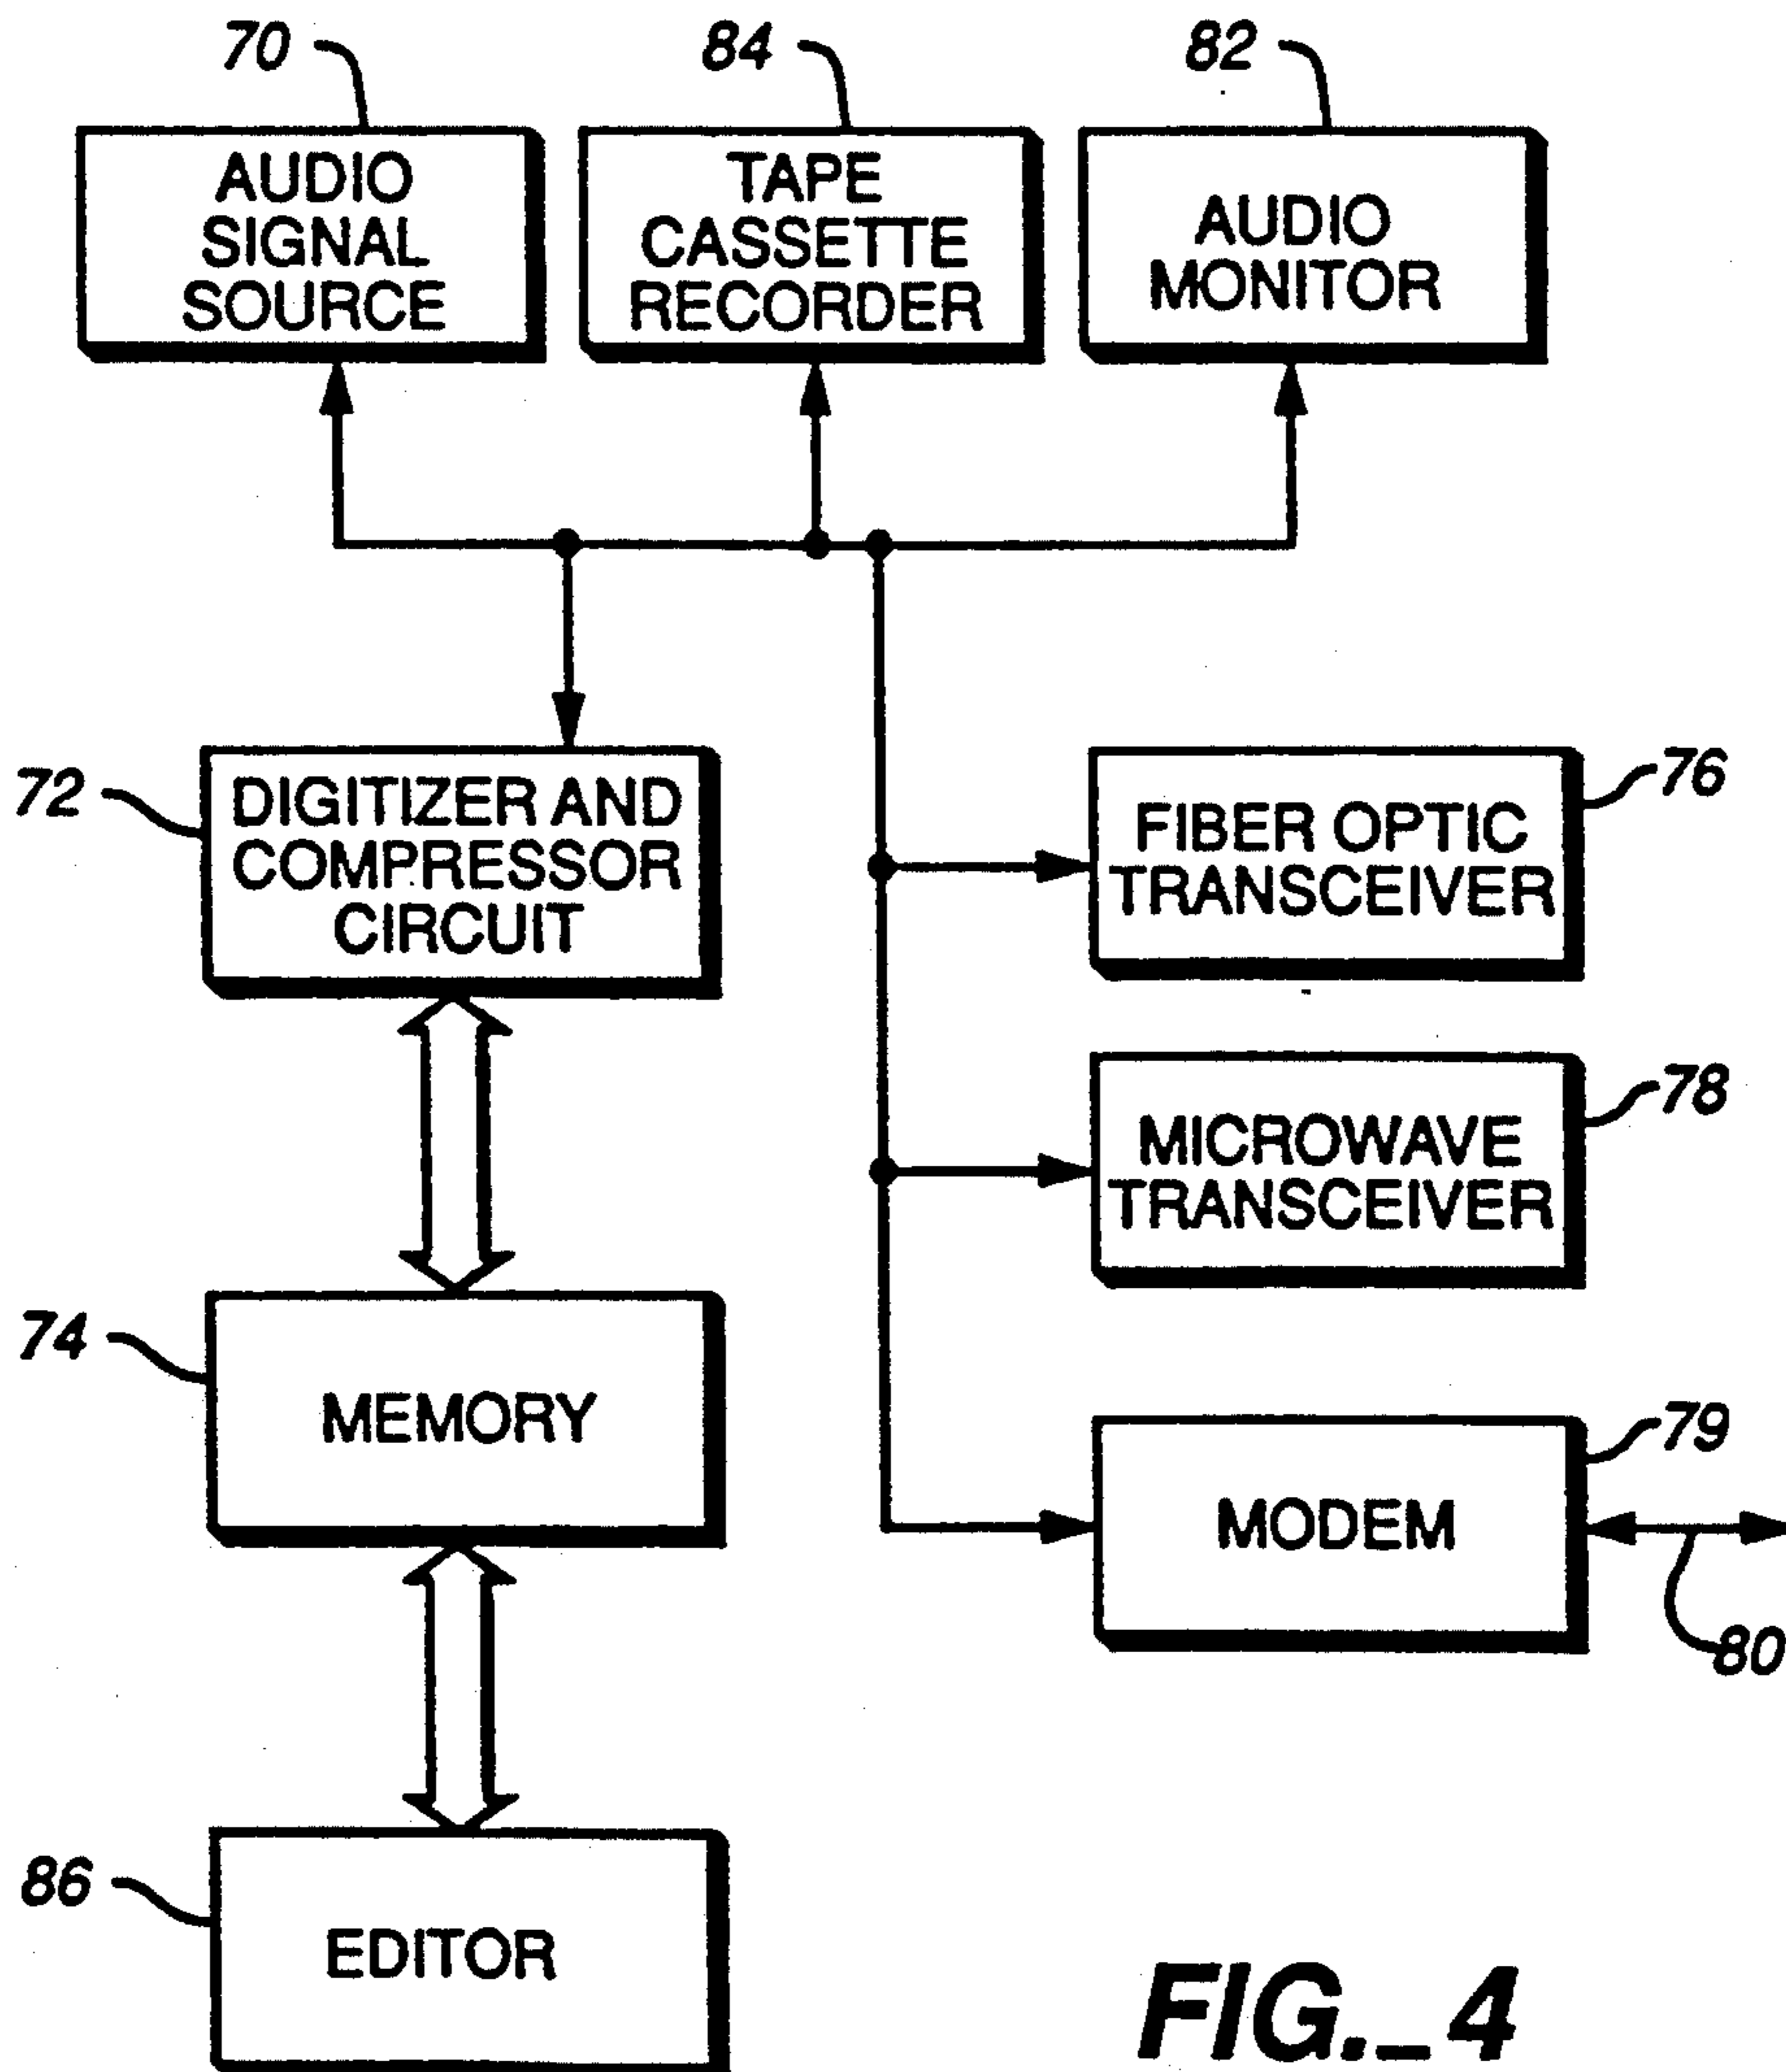 70
84
82
AUDIO
SIGNAL
SOURCE
TAPE
CASSETTE
RECORDER
AUDIO
MONITOR
72
DIGITIZER AND
COMPRESSOR
CIRCUIT
FIBER OPTIC
TRANSCEIVER
76
MICROWAVE
TRANSCEIVER
78
74
MEMORY
MODEM
79
80
86
EDITOR
FIG._4